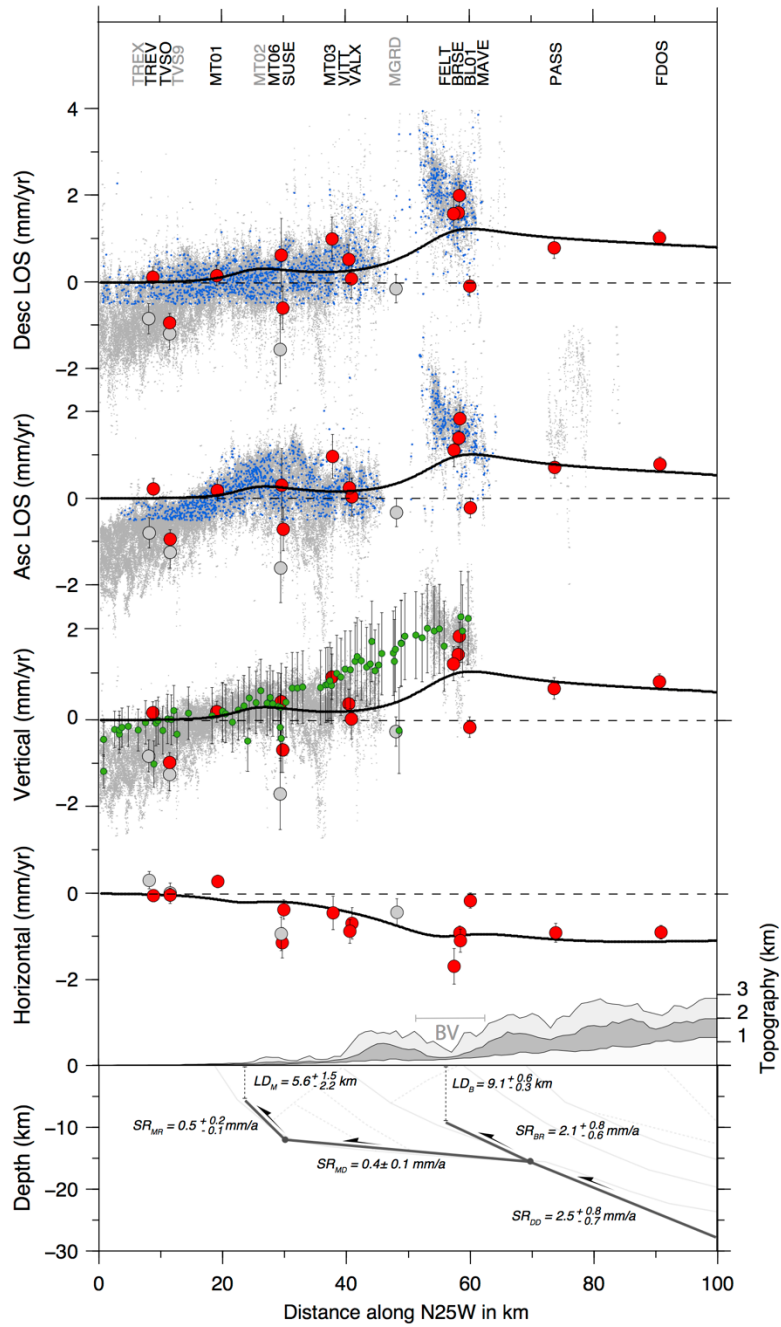 TREX
TREV
TVSO
TVS9
MT01
MT02
MT06
SUSE
MT03
VITT
VALX
MGRD
FELT
BRSE
BL01
MAVE
PASS
FDOS
Desc LOS (mm/yr)
4
2
0
-2
Asc LOS (mm/yr)
2
0
-2
Vertical (mm/yr)
2
0
-2
Horizontal (mm/yr)
0
-2
0
BV
Topography (km)
3
2
1
Depth (km)
-10
-20
-30
LD_M = 5.6 +1.5 -2.2 km
LD_B = 9.1 +0.6 -0.3 km
SR_MR = 0.5 +0.2 -0.1 mm/a
SR_BR = 2.1 +0.8 -0.6 mm/a
SR_MD = 0.4± 0.1 mm/a
SR_DD = 2.5 +0.8 -0.7 mm/a
0 20 40 60 80 100
Distance along N25W in km